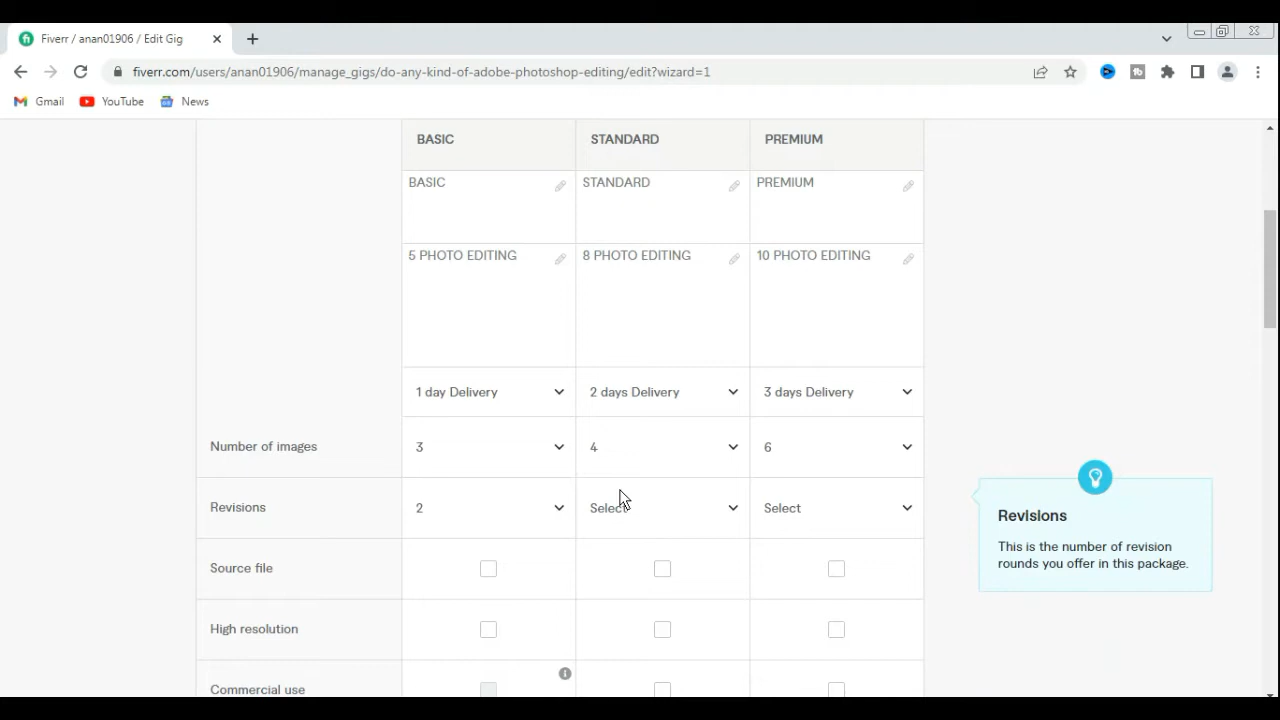 Fiverr / anan01906 / Edit Gig
fiverr.com/users/anan01906/manage_gigs/do-any-kind-of-adobe-photoshop-editing/edit?wizard=1
Gmail YouTube News
BASIC STANDARD PREMIUM
BASIC STANDARD PREMIUM
5 PHOTO EDITING 8 PHOTO EDITING 10 PHOTO EDITING
1 day Delivery 2 days Delivery 3 days Delivery
Number of images 3 4 6
Revisions 2 Select Select
Revisions
This is the number of revision
rounds you offer in this package.
Source file
High resolution
Commercial use